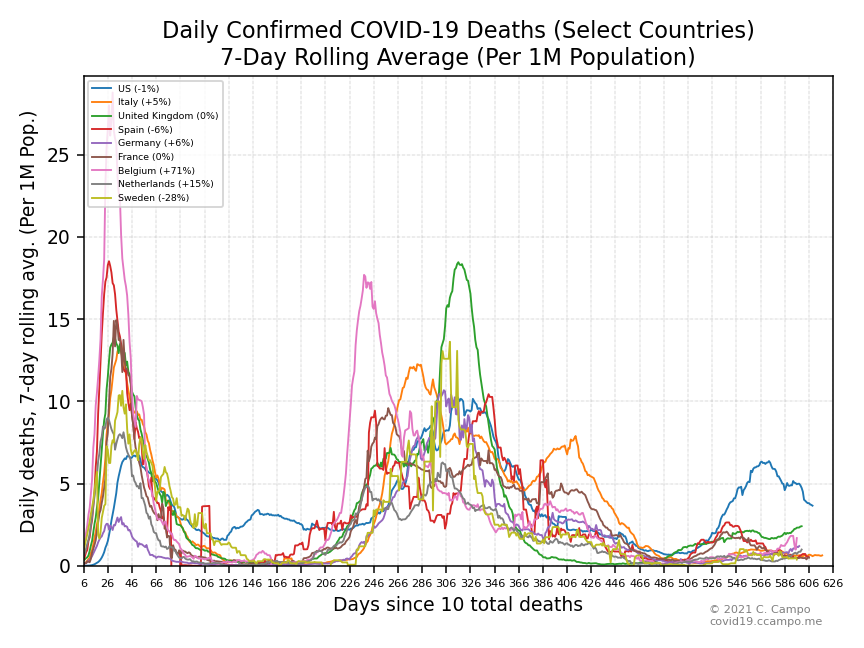 Daily Confirmed COVID-19 Deaths (Select Countries)
7-Day Rolling Average (Per 1M Population)
Daily deaths, 7-day rolling avg. (Per 1M Pop.)
US (-1%)
Italy (+5%)
United Kingdom (0%)
Spain (-6%)
Germany (+6%)
France (0%)
Belgium (+71%)
Netherlands (+15%)
Sweden (-28%)
25
20
15
10
5
0
6 26 46 66 86 106 126 146 166 186 206 226 246 266 286 306 326 346 366 386 406 426 446 466 486 506 526 546 566 586 606 626
Days since 10 total deaths
© 2021 C. Campo
covid19.ccampo.me